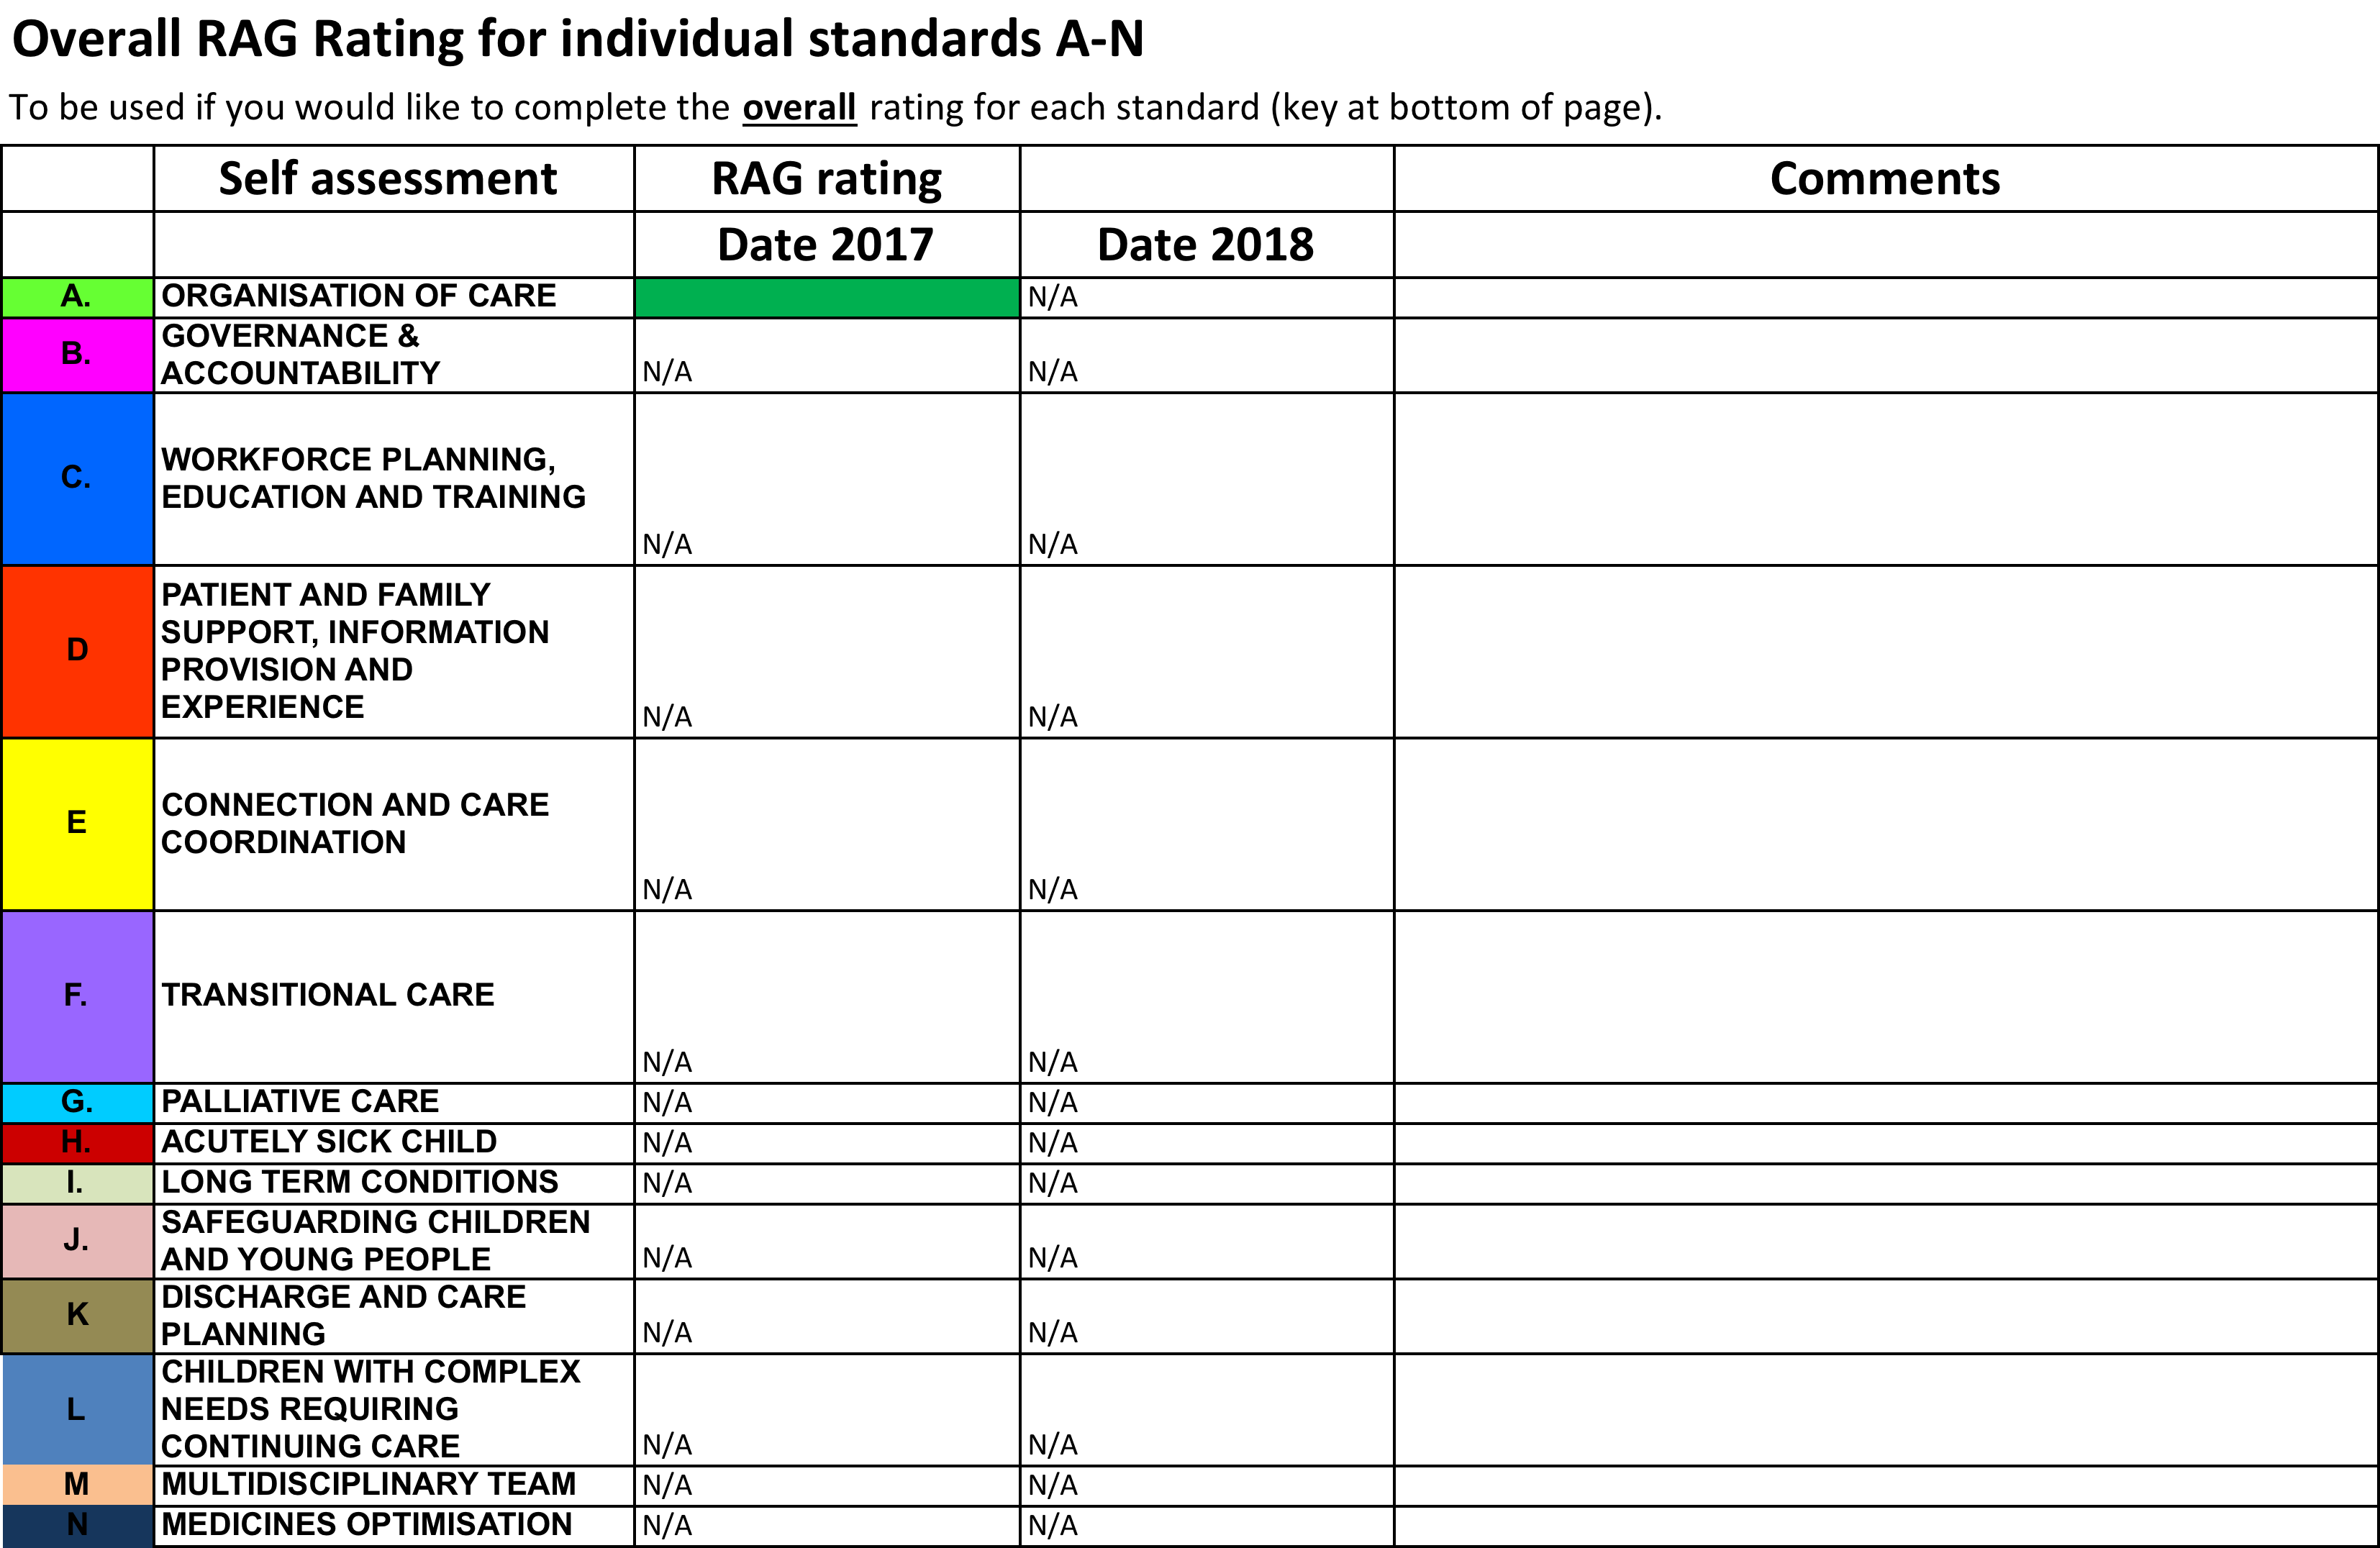 Overall RAG Rating for individual standards A-N
To be used if you would like to complete the overall rating for each standard (key at bottom of page).
Self assessment RAG rating Comments
Date 2017 Date 2018
A. ORGANISATION OF CARE N/A
B. GOVERNANCE &
ACCOUNTABILITY N/A N/A
C. WORKFORCE PLANNING,
EDUCATION AND TRAINING
N/A N/A
D PATIENT AND FAMILY
SUPPORT, INFORMATION
PROVISION AND
EXPERIENCE
N/A N/A
E CONNECTION AND CARE
COORDINATION
N/A N/A
F. TRANSITIONAL CARE
N/A N/A
G. PALLIATIVE CARE N/A N/A
H. ACUTELY SICK CHILD N/A N/A
I. LONG TERM CONDITIONS N/A N/A
J. SAFEGUARDING CHILDREN
AND YOUNG PEOPLE N/A N/A
K DISCHARGE AND CARE
PLANNING N/A N/A
L CHILDREN WITH COMPLEX
NEEDS REQUIRING
CONTINUING CARE N/A N/A
M MULTIDISCIPLINARY TEAM N/A N/A
N MEDICINES OPTIMISATION N/A N/A